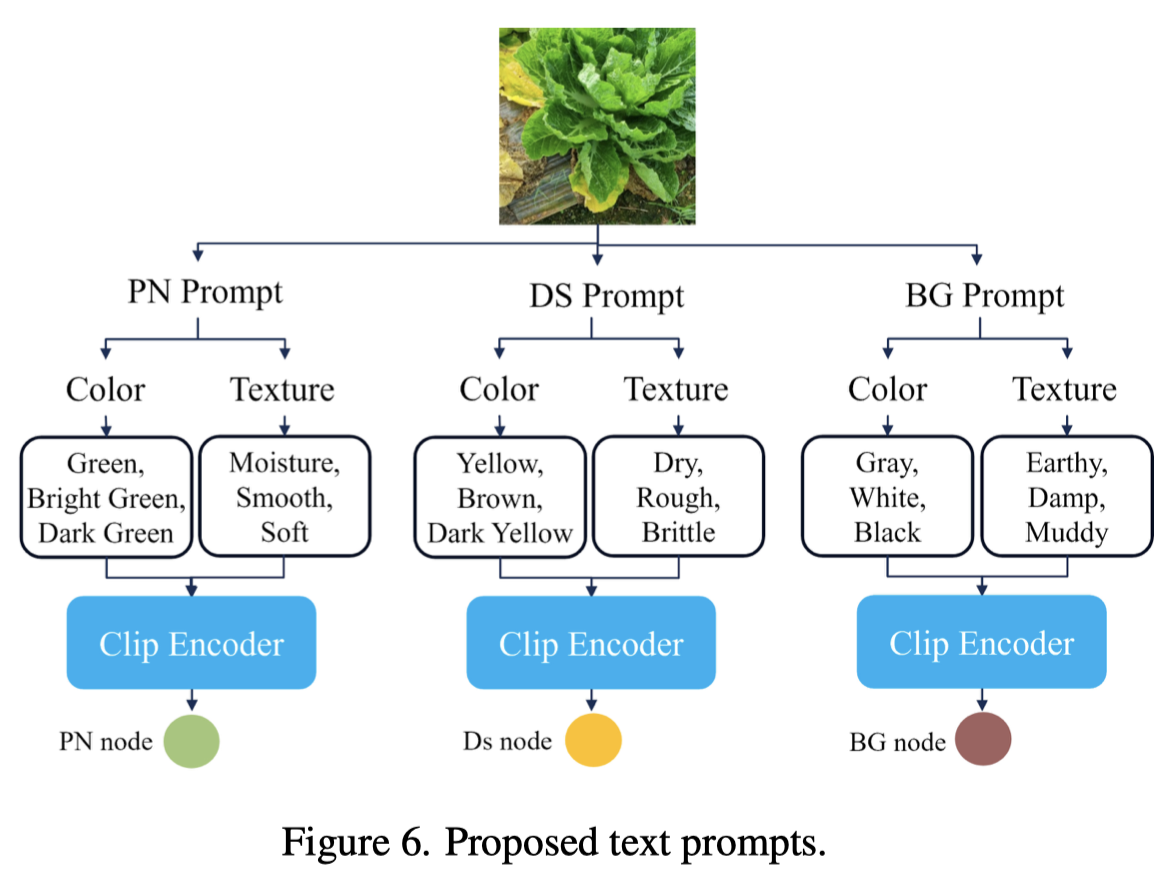 PN Prompt
DS Prompt
BG Prompt
Color
Texture
Color
Texture
Color
Texture
Green,
Bright Green,
Dark Green
Moisture,
Smooth,
Soft
Yellow,
Brown,
Dark Yellow
Dry,
Rough,
Brittle
Gray,
White,
Black
Earthy,
Damp,
Muddy
Clip Encoder
Clip Encoder
Clip Encoder
PN node
Ds node
BG node
Figure 6. Proposed text prompts.